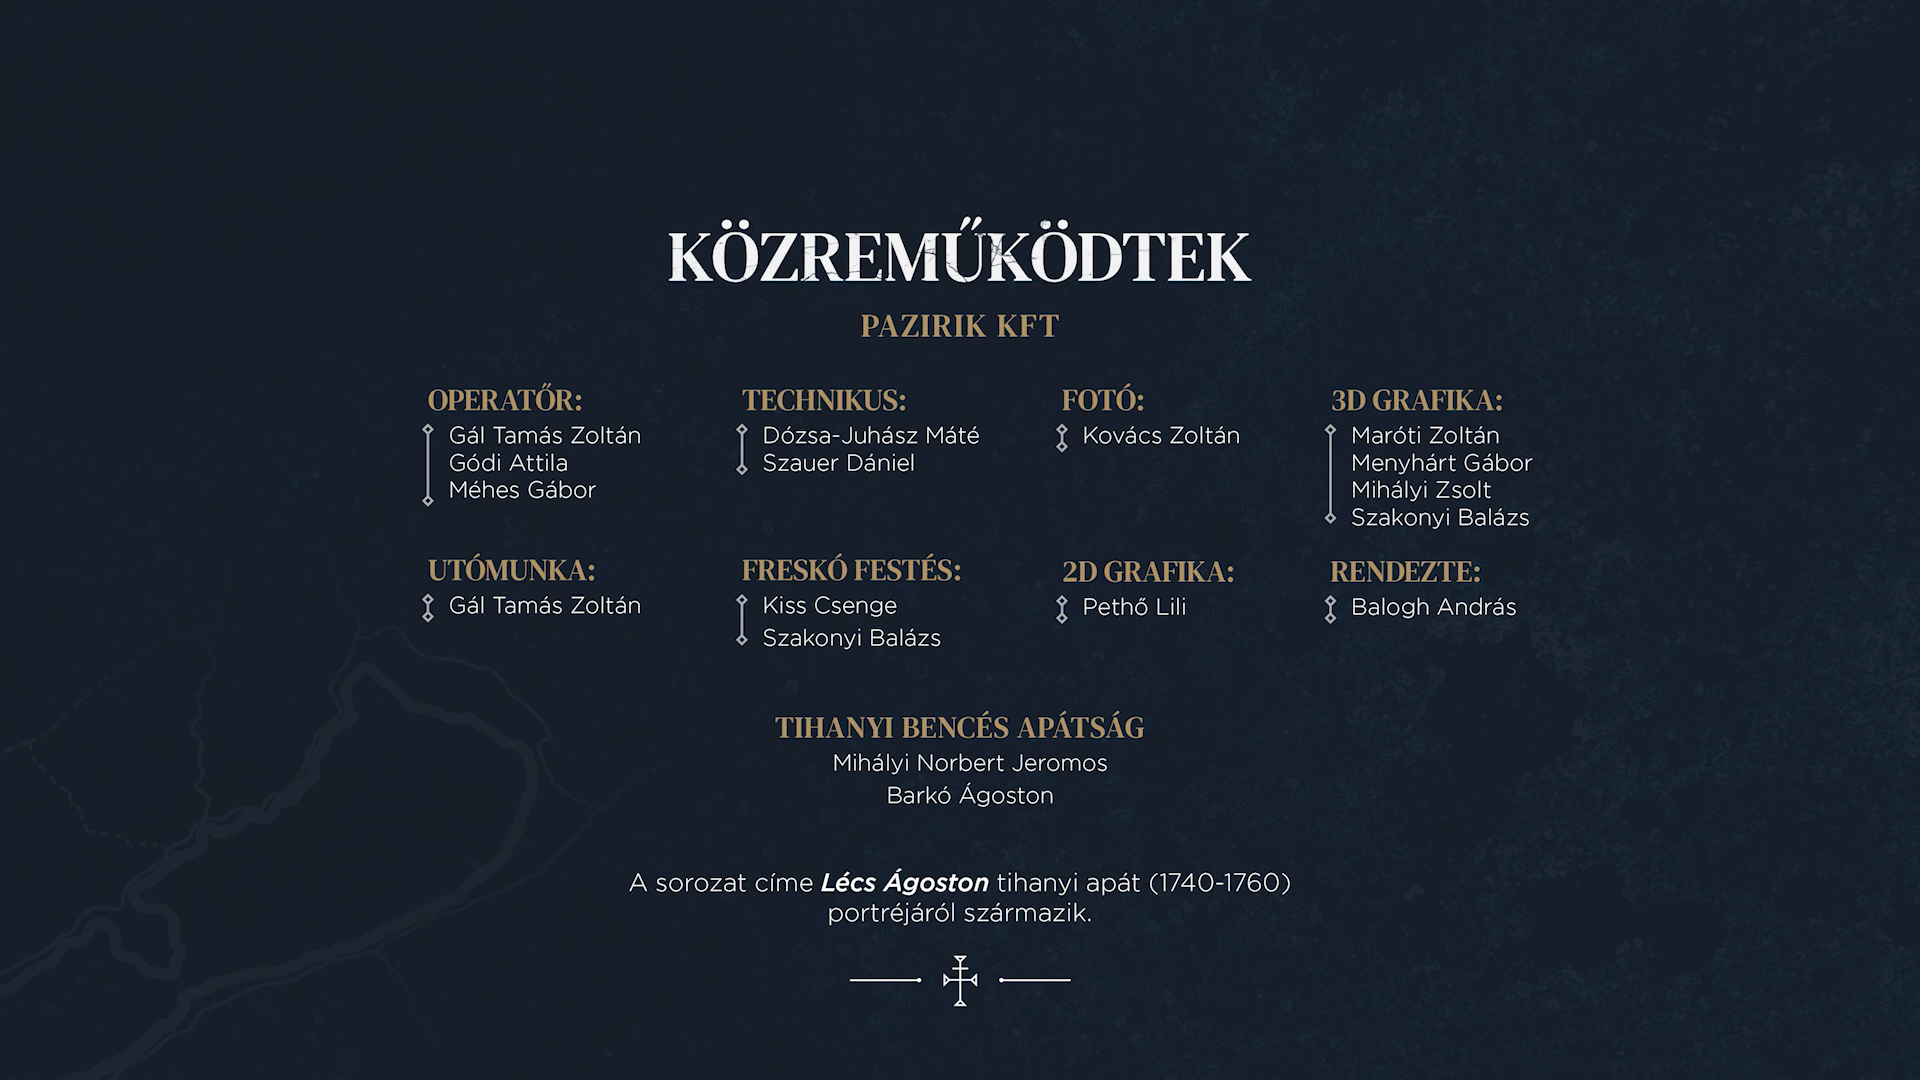 KÖZREMŰKÖDTEK
PAZIRIK KFT
OPERATŐR:
Gál Tamás Zoltán
Gódi Attila
Méhes Gábor
TECHNIKUS:
Dózsa-Juhász Máté
Szauer Dániel
FOTÓ:
Kovács Zoltán
3D GRAFIKA:
Maróti Zoltán
Menyhárt Gábor
Mihályi Zsolt
Szakonyi Balázs
UTÓMUNKA:
Gál Tamás Zoltán
FRESKÓ FESTÉS:
Kiss Csenge
Szakonyi Balázs
2D GRAFIKA:
Pethő Lili
RENDEZTE:
Balogh András
TIHANYI BENCÉS APÁTSÁG
Mihályi Norbert Jeromos
Barkó Ágoston
A sorozat címe Lécs Ágoston tihanyi apát (1740-1760)
portréjáról származik.